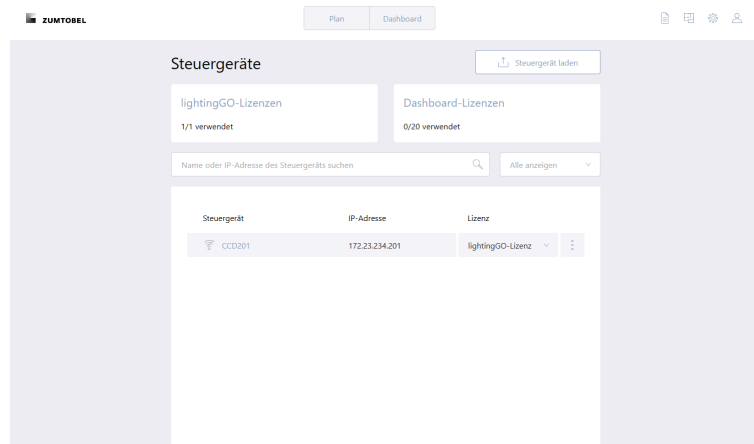 ZUMTOBEL
Plan
Dashboard
Steuergeräte
Steuergerät laden
lightingGO-Lizenzen
1/1 verwendet
Dashboard-Lizenzen
0/20 verwendet
Name oder IP-Adresse des Steuergeräts suchen
Alle anzeigen
Steuergerät IP-Adresse Lizenz
CCD201 172.23.234.201 lightingGO-Lizenz